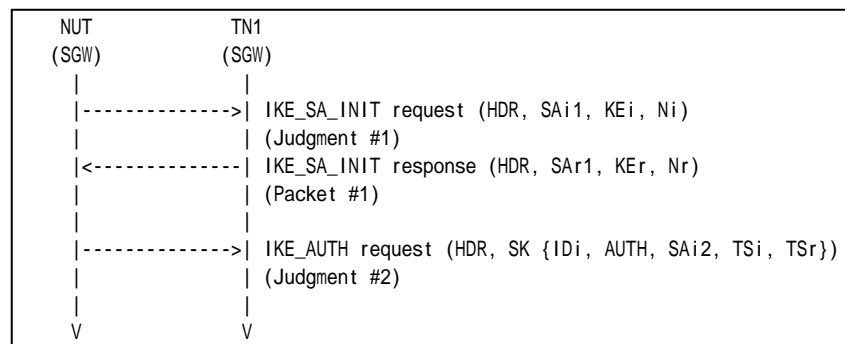 NUT TN1
(SGW) (SGW)
| |
|-------------->| IKE_SA_INIT request (HDR, SAi1, KEi, Ni)
| | (Judgment #1)
|<--------------| IKE_SA_INIT response (HDR, SAr1, KEr, Nr)
| | (Packet #1)
| |
|-------------->| IKE_AUTH request (HDR, SK {IDi, AUTH, SAi2, TSi, TSr})
| | (Judgment #2)
| |
V V